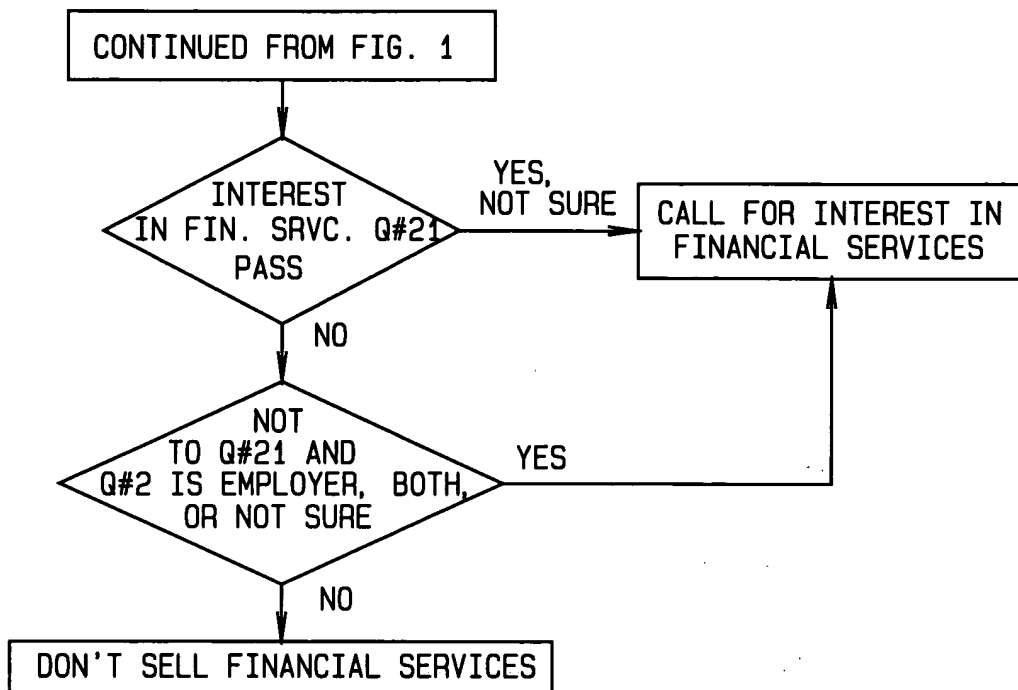 CONTINUED FROM FIG. 1
INTEREST
IN FIN. SRVC. Q#21
PASS
YES,
NOT SURE
CALL FOR INTEREST IN
FINANCIAL SERVICES
NO
NOT
TO Q#21 AND
Q#2 IS EMPLOYER, BOTH,
OR NOT SURE
YES
NO
DON'T SELL FINANCIAL SERVICES